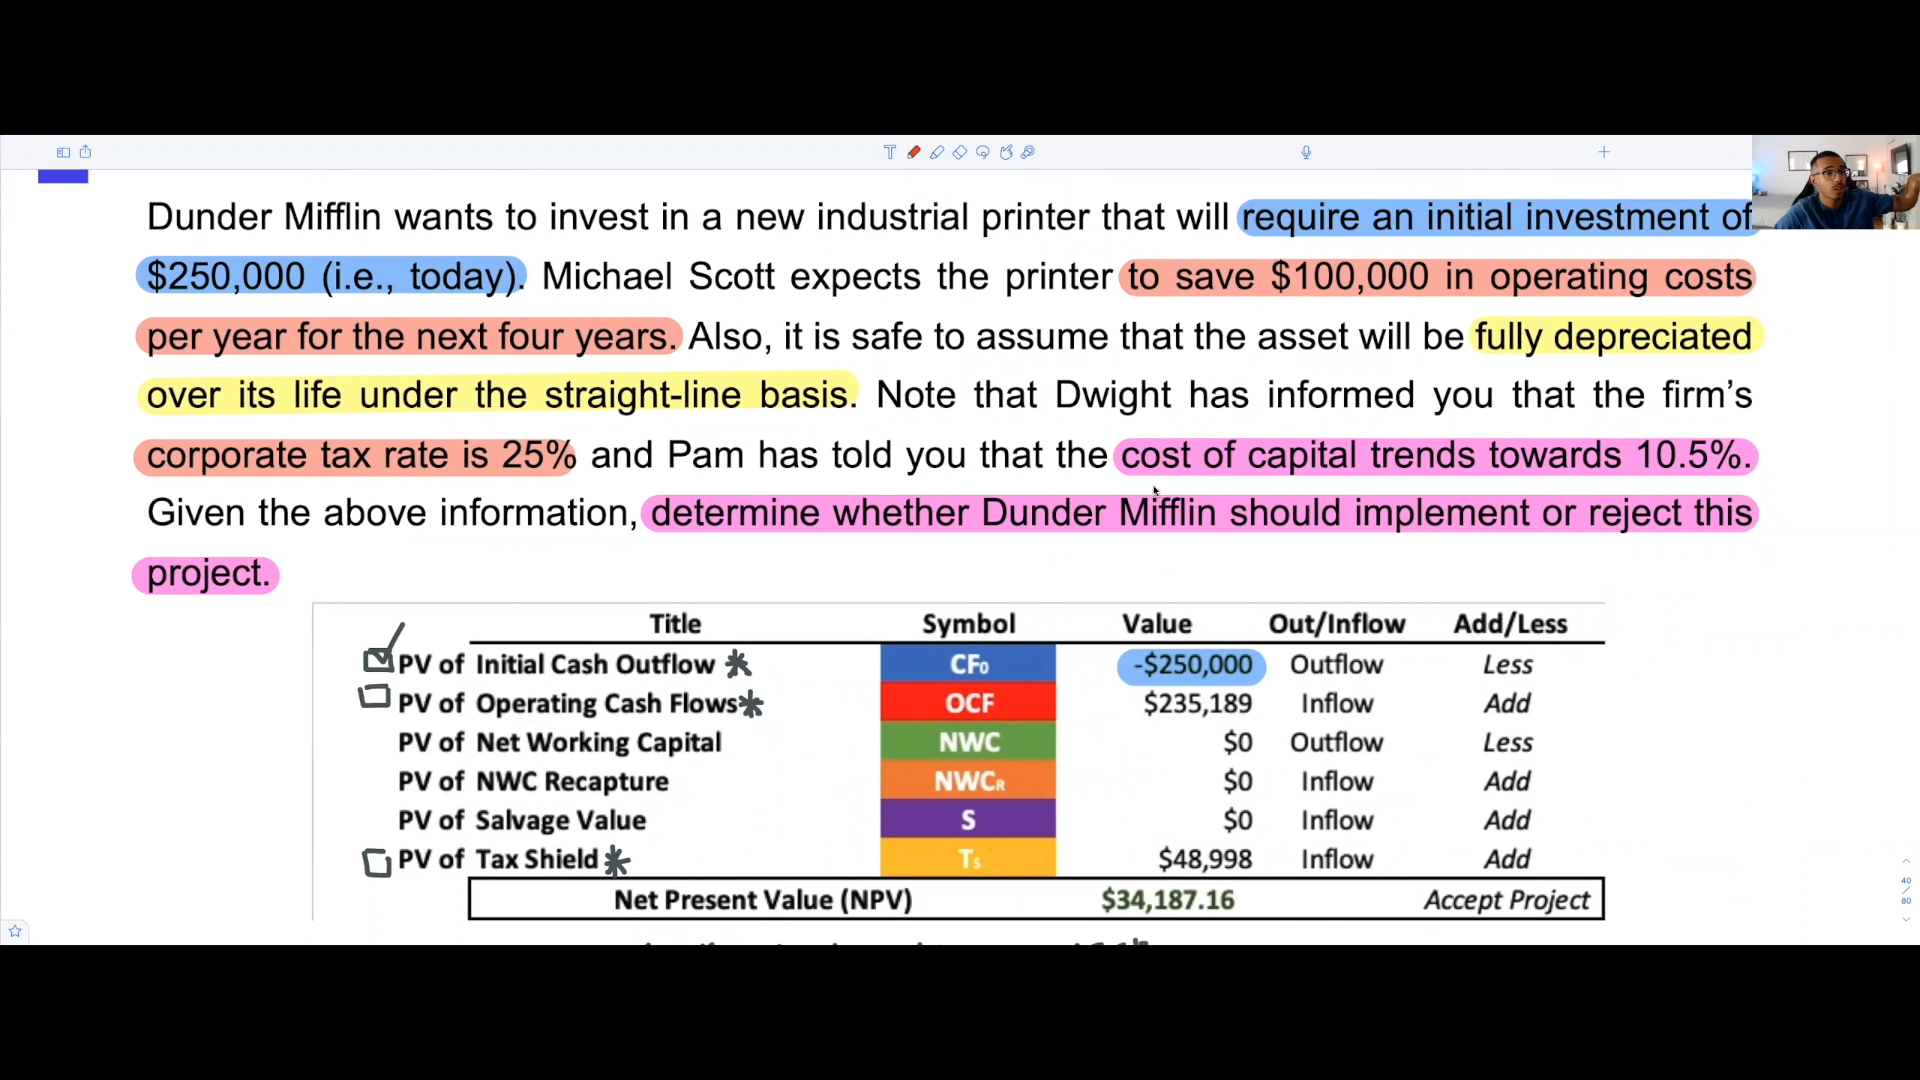 Dunder Mifflin wants to invest in a new industrial printer that will require an initial investment of
$250,000 (i.e., today). Michael Scott expects the printer to save $100,000 in operating costs
per year for the next four years. Also, it is safe to assume that the asset will be fully depreciated
over its life under the straight-line basis. Note that Dwight has informed you that the firm's
corporate tax rate is 25% and Pam has told you that the cost of capital trends towards 10.5%.
Given the above information, determine whether Dunder Mifflin should implement or reject this
project.
Title Symbol Value Out/Inflow Add/Less
PV of Initial Cash Outflow * CF0 -$250,000 Outflow Less
PV of Operating Cash Flows* OCF $235,189 Inflow Add
PV of Net Working Capital NWC $0 Outflow Less
PV of NWC Recapture NWCR $0 Inflow Add
PV of Salvage Value S $0 Inflow Add
PV of Tax Shield * Ts $48,998 Inflow Add
Net Present Value (NPV) $34,187.16 Accept Project
40
/
80